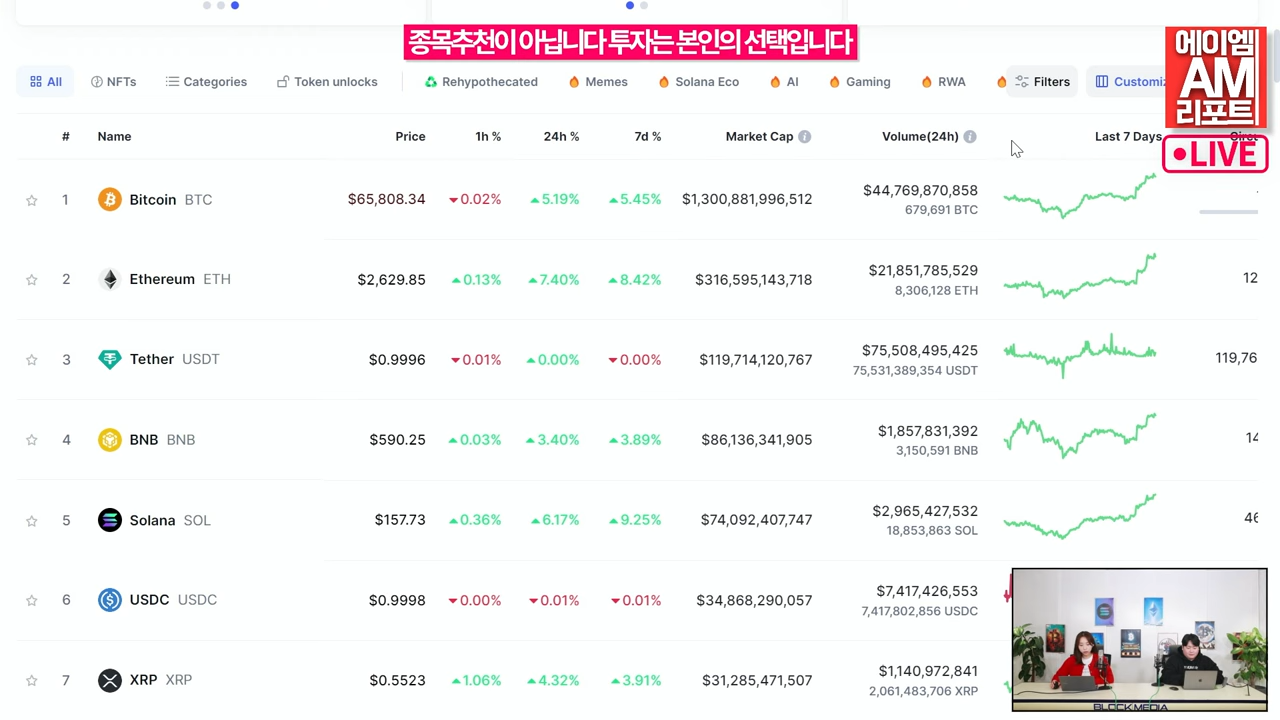 종목추천이 아닙니다 투자는 본인의 선택입니다
에이엠
AM
리포트
LIVE
All
NFTs
Categories
Token unlocks
Rehypothecated
Memes
Solana Eco
AI
Gaming
RWA
Filters
# Name Price 1h % 24h % 7d % Market Cap Volume(24h) Last 7 Days
1 Bitcoin BTC $65,808.34 0.02% 5.19% 5.45% $1,300,881,996,512 $44,769,870,858
679,691 BTC
2 Ethereum ETH $2,629.85 0.13% 7.40% 8.42% $316,595,143,718 $21,851,785,529 12
8,306,128 ETH
3 Tether USDT $0.9996 0.01% 0.00% 0.00% $119,714,120,767 $75,508,495,425 119,76
75,531,389,354 USDT
4 BNB BNB $590.25 0.03% 3.40% 3.89% $86,136,341,905 $1,857,831,392 14
3,150,591 BNB
5 Solana SOL $157.73 0.36% 6.17% 9.25% $74,092,407,747 $2,965,427,532 46
18,853,863 SOL
6 USDC USDC $0.9998 0.00% 0.01% 0.01% $34,868,290,057 $7,417,426,553
7,417,802,856 USDC
7 XRP XRP $0.5523 1.06% 4.32% 3.91% $31,285,471,507 $1,140,972,841
2,061,483,706 XRP
BLOCKMEDIA